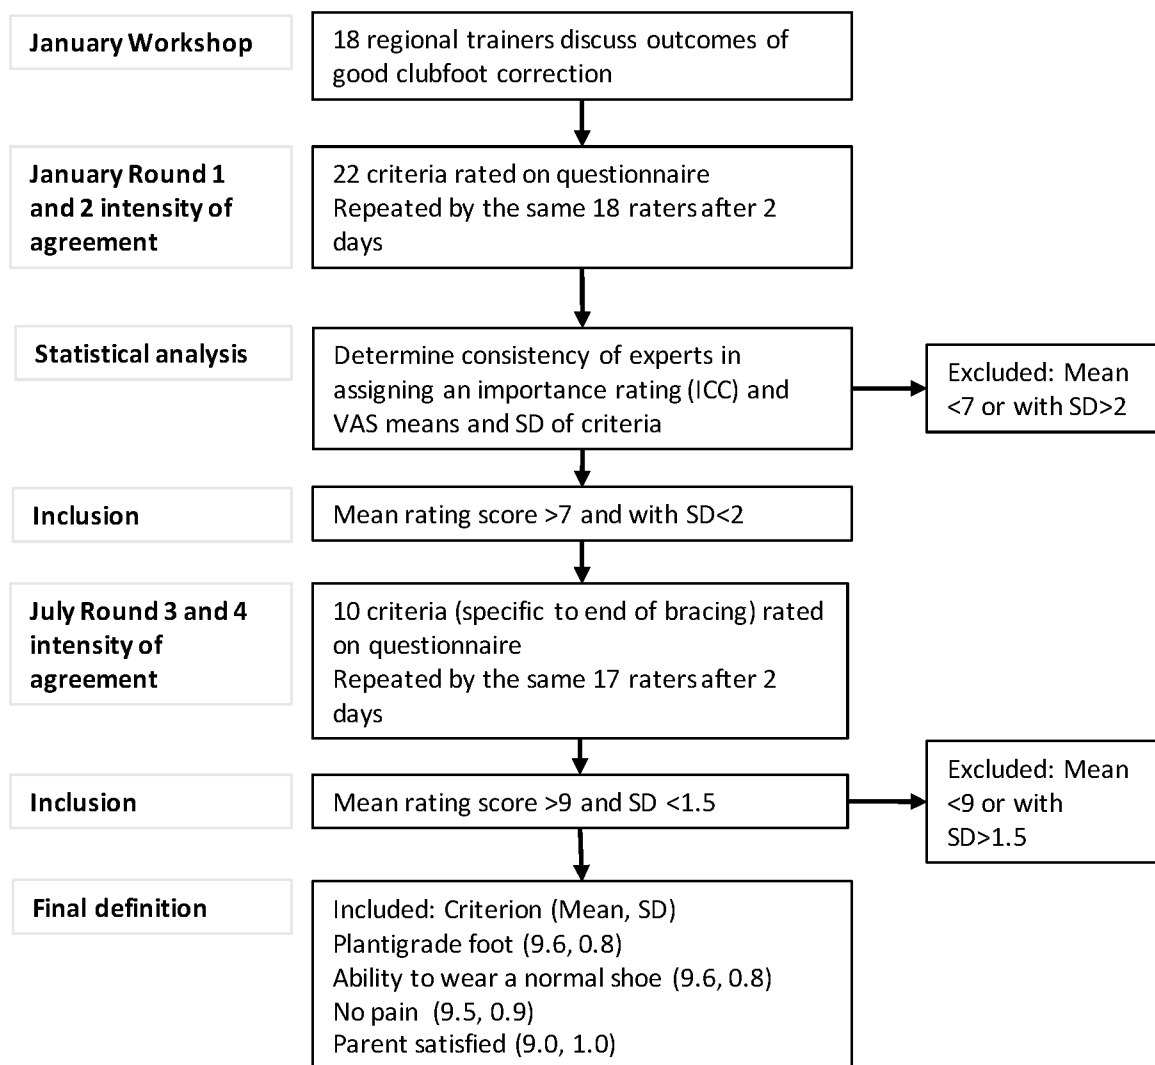 January Workshop
18 regional trainers discuss outcomes of
good clubfoot correction
January Round 1
and 2 intensity of
agreement
22 criteria rated on questionnaire
Repeated by the same 18 raters after 2
days
Statistical analysis
Determine consistency of experts in
assigning an importance rating (ICC) and
VAS means and SD of criteria
Excluded: Mean
<7 or with SD>2
Inclusion
Mean rating score >7 and with SD<2
July Round 3 and 4
intensity of
agreement
10 criteria (specific to end of bracing) rated
on questionnaire
Repeated by the same 17 raters after 2
days
Inclusion
Mean rating score >9 and SD <1.5
Excluded: Mean
<9 or with
SD>1.5
Final definition
Included: Criterion (Mean, SD)
Plantigrade foot (9.6, 0.8)
Ability to wear a normal shoe (9.6, 0.8)
No pain (9.5, 0.9)
Parent satisfied (9.0, 1.0)